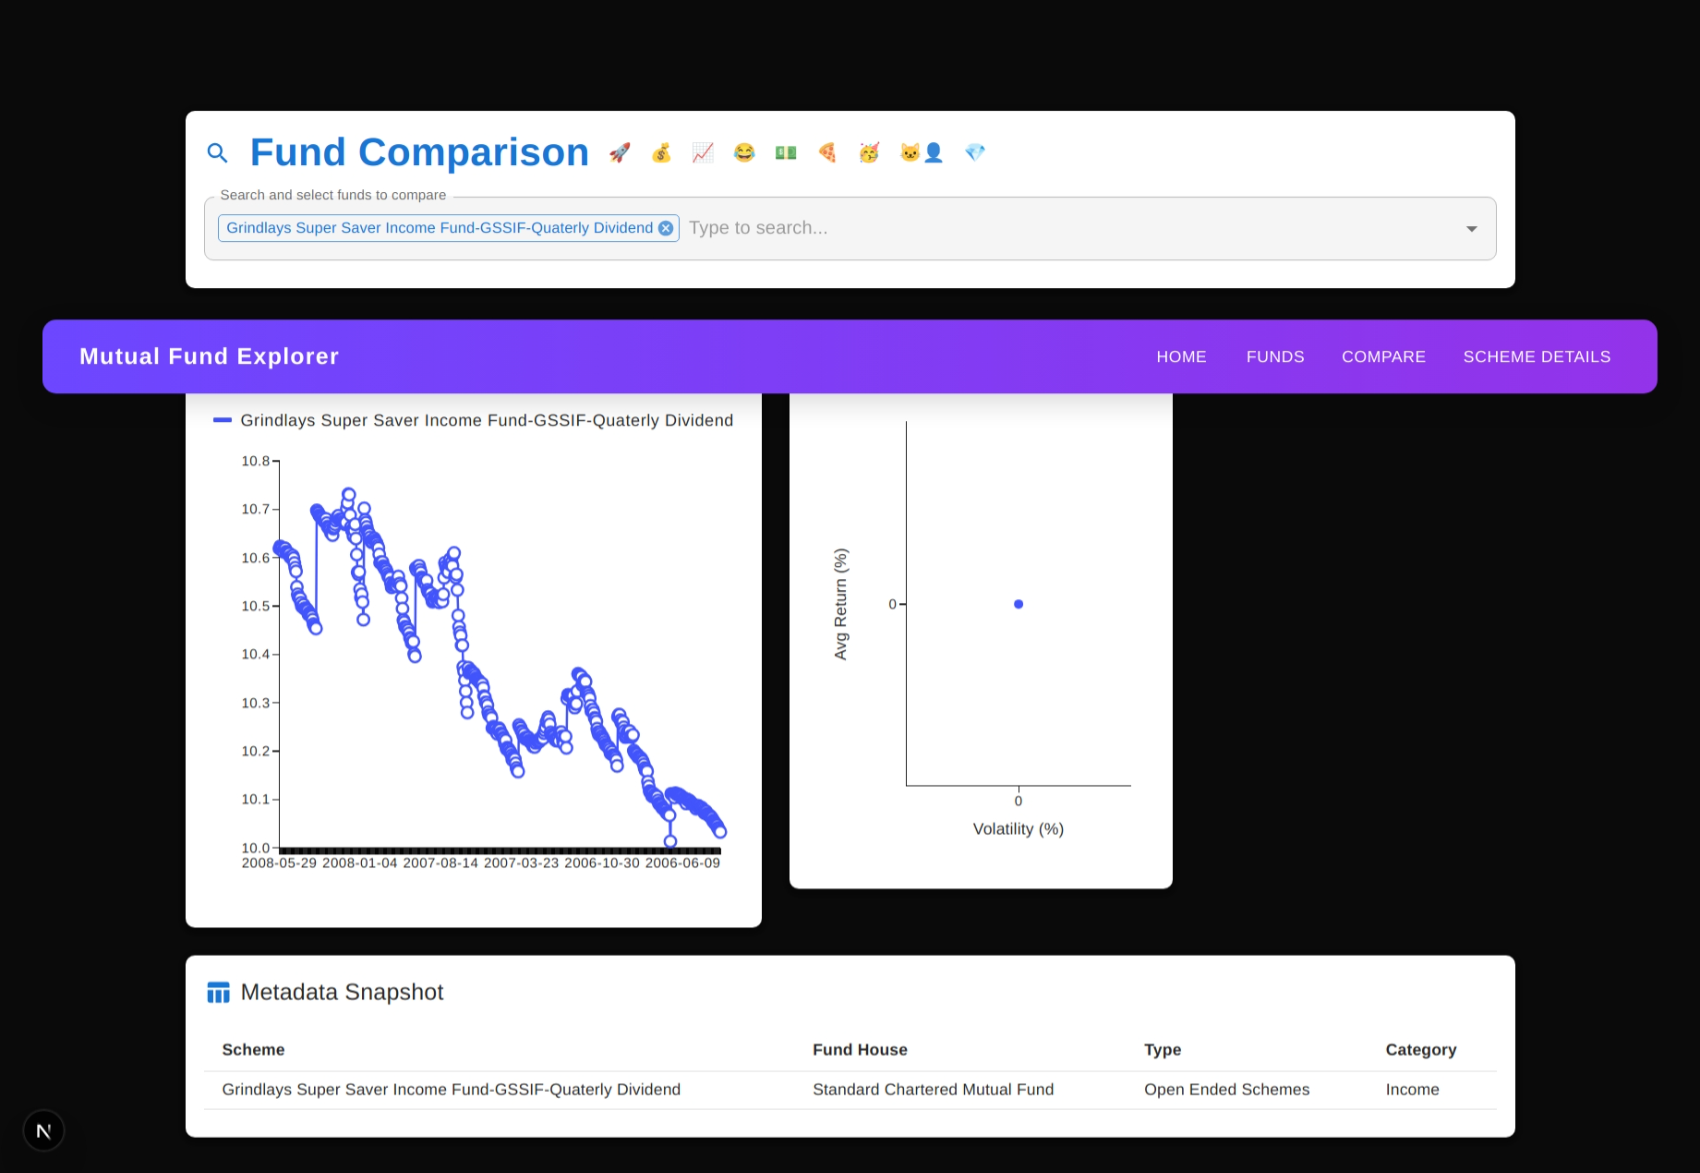 Fund Comparison 🚀 💰 📈 😂 💵 🍕 🥳 🐱👤 💎
Search and select funds to compare
Grindlays Super Saver Income Fund-GSSIF-Quaterly Dividend Type to search...
Mutual Fund Explorer HOME FUNDS COMPARE SCHEME DETAILS
Grindlays Super Saver Income Fund-GSSIF-Quaterly Dividend
10.8
10.7
10.6
10.5
10.4
10.3
10.2
10.1
10.0
2008-05-29 2008-01-04 2007-08-14 2007-03-23 2006-10-30 2006-06-09
Avg Return (%)
0
0
Volatility (%)
Metadata Snapshot
Scheme Fund House Type Category
Grindlays Super Saver Income Fund-GSSIF-Quaterly Dividend Standard Chartered Mutual Fund Open Ended Schemes Income
N